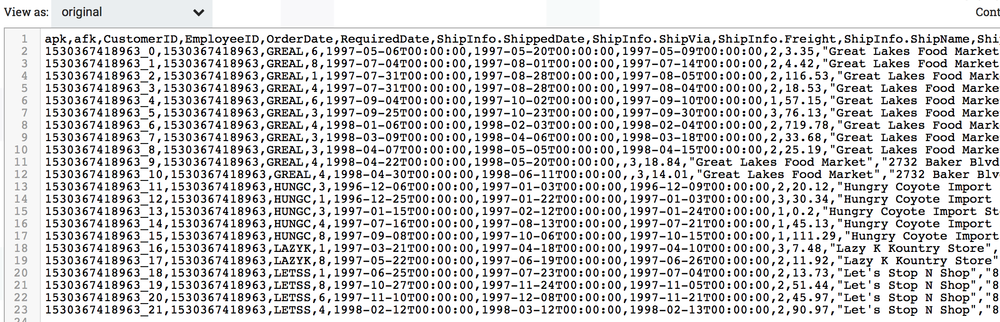 View as: original Cont
1 apk,afk,CustomerID,EmployeeID,OrderDate,RequiredDate,ShipInfo.ShippedDate,ShipInfo.ShipVia,ShipInfo.Freight,ShipInfo.ShipName,Shi
2 1530367418963_0,1530367418963,GREAL,6,1997-05-06T00:00:00,1997-05-20T00:00:00,1997-05-09T00:00:00,2,3.35,"Great Lakes Food Market
3 1530367418963_1,1530367418963,GREAL,8,1997-07-04T00:00:00,1997-08-01T00:00:00,1997-07-14T00:00:00,2,4.42,"Great Lakes Food Market
4 1530367418963_2,1530367418963,GREAL,1,1997-07-31T00:00:00,1997-08-28T00:00:00,1997-08-05T00:00:00,2,116.53,"Great Lakes Food Mark
5 1530367418963_3,1530367418963,GREAL,4,1997-07-31T00:00:00,1997-08-28T00:00:00,1997-08-04T00:00:00,2,18.53,"Great Lakes Food Marke
6 1530367418963_4,1530367418963,GREAL,6,1997-09-04T00:00:00,1997-10-02T00:00:00,1997-09-10T00:00:00,1,57.15,"Great Lakes Food Marke
7 1530367418963_5,1530367418963,GREAL,3,1997-09-25T00:00:00,1997-10-23T00:00:00,1997-09-30T00:00:00,3,76.13,"Great Lakes Food Marke
8 1530367418963_6,1530367418963,GREAL,4,1998-01-06T00:00:00,1998-02-03T00:00:00,1998-02-04T00:00:00,2,719.78,"Great Lakes Food Mark
9 1530367418963_7,1530367418963,GREAL,3,1998-03-09T00:00:00,1998-04-06T00:00:00,1998-03-18T00:00:00,2,33.68,"Great Lakes Food Marke
10 1530367418963_8,1530367418963,GREAL,3,1998-04-07T00:00:00,1998-05-05T00:00:00,1998-04-15T00:00:00,2,25.19,"Great Lakes Food Marke
11 1530367418963_9,1530367418963,GREAL,4,1998-04-22T00:00:00,1998-05-20T00:00:00,,3,18.84,"Great Lakes Food Market","2732 Baker Blvd
12 1530367418963_10,1530367418963,GREAL,4,1998-04-30T00:00:00,1998-06-11T00:00:00,,3,14.01,"Great Lakes Food Market","2732 Baker Blv
13 1530367418963_11,1530367418963,HUNGC,3,1996-12-06T00:00:00,1997-01-03T00:00:00,1996-12-09T00:00:00,2,20.12,"Hungry Coyote Import
14 1530367418963_12,1530367418963,HUNGC,1,1996-12-25T00:00:00,1997-01-22T00:00:00,1997-01-03T00:00:00,3,30.34,"Hungry Coyote Import
15 1530367418963_13,1530367418963,HUNGC,3,1997-01-15T00:00:00,1997-02-12T00:00:00,1997-01-24T00:00:00,1,0.2,"Hungry Coyote Import St
16 1530367418963_14,1530367418963,HUNGC,4,1997-07-16T00:00:00,1997-08-13T00:00:00,1997-07-21T00:00:00,1,45.13,"Hungry Coyote Import
17 1530367418963_15,1530367418963,HUNGC,8,1997-09-08T00:00:00,1997-10-06T00:00:00,1997-10-15T00:00:00,1,111.29,"Hungry Coyote Import
18 1530367418963_16,1530367418963,LAZYK,1,1997-03-21T00:00:00,1997-04-18T00:00:00,1997-04-10T00:00:00,3,7.48,"Lazy K Kountry Store",
19 1530367418963_17,1530367418963,LAZYK,8,1997-05-22T00:00:00,1997-06-19T00:00:00,1997-06-26T00:00:00,2,11.92,"Lazy K Kountry Store"
20 1530367418963_18,1530367418963,LETSS,1,1997-06-25T00:00:00,1997-07-23T00:00:00,1997-07-04T00:00:00,2,13.73,"Let's Stop N Shop","8
21 1530367418963_19,1530367418963,LETSS,8,1997-10-27T00:00:00,1997-11-24T00:00:00,1997-11-05T00:00:00,2,51.44,"Let's Stop N Shop","8
22 1530367418963_20,1530367418963,LETSS,6,1997-11-10T00:00:00,1997-12-08T00:00:00,1997-11-21T00:00:00,2,45.97,"Let's Stop N Shop","8
23 1530367418963_21,1530367418963,LETSS,4,1998-02-12T00:00:00,1998-03-12T00:00:00,1998-02-13T00:00:00,2,90.97,"Let's Stop N Shop","8
24